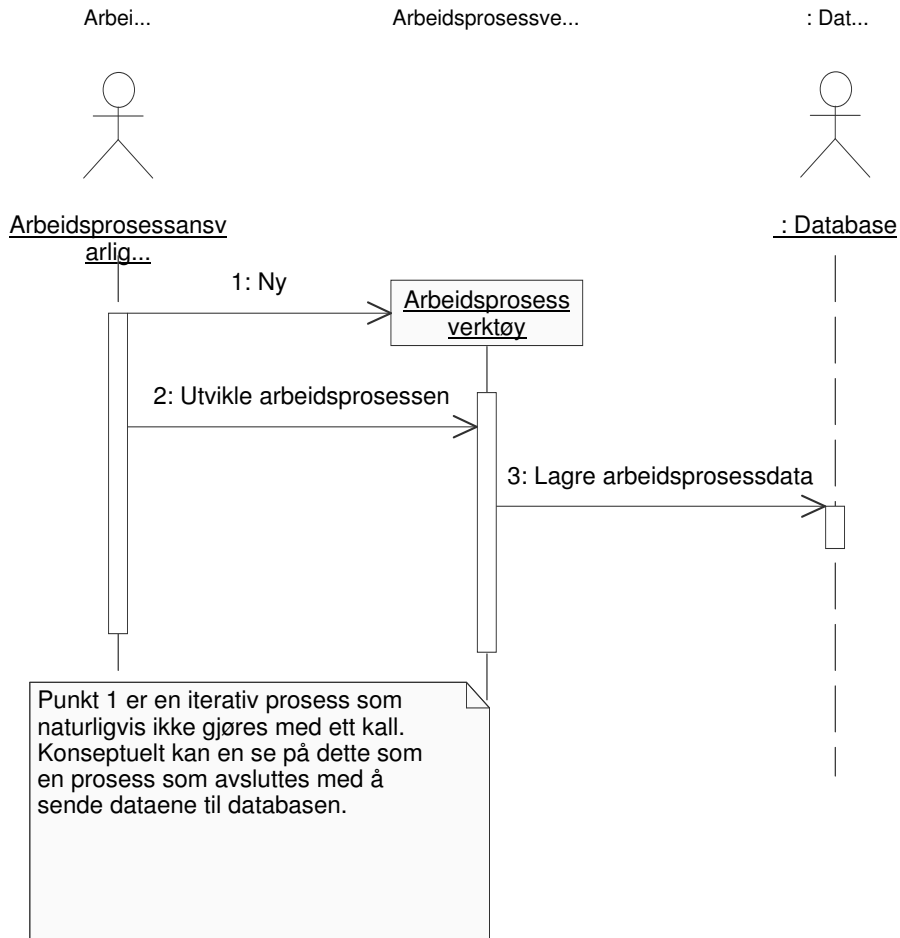 Arbei...
Arbeidsprosessve...
: Dat...
Arbeidsprosessansv
arlig...
: Database
1: Ny
Arbeidsprosess
verktøy
2: Utvikle arbeidsprosessen
3: Lagre arbeidsprosessdata
Punkt 1 er en iterativ prosess som
naturligvis ikke gjøres med ett kall.
Konseptuelt kan en se på dette som
en prosess som avsluttes med å
sende dataene til databasen.